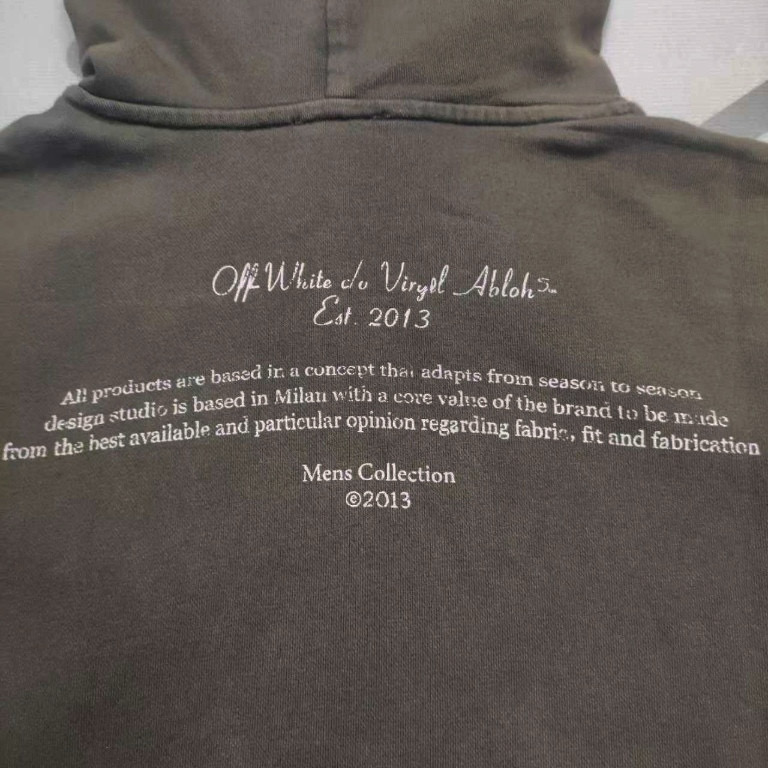 Off White c/o Virgil Abloh
Est. 2013
All products are based in a concept that adapts from season to season
design studio is based in Milan with a core value of the brand to be made
from the best available and particular opinion regarding fabric, fit and fabrication
Mens Collection
©2013